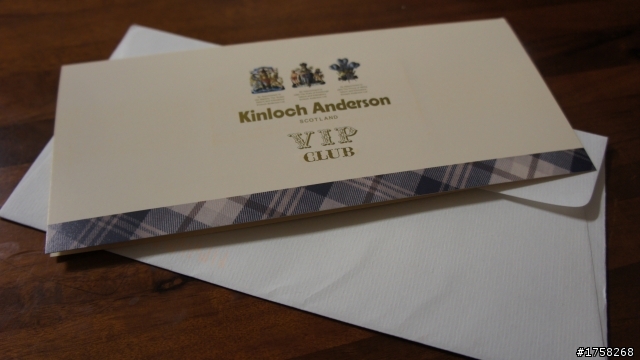 Kinloch Anderson
SCOTLAND
VIP
CLUB
#1758268